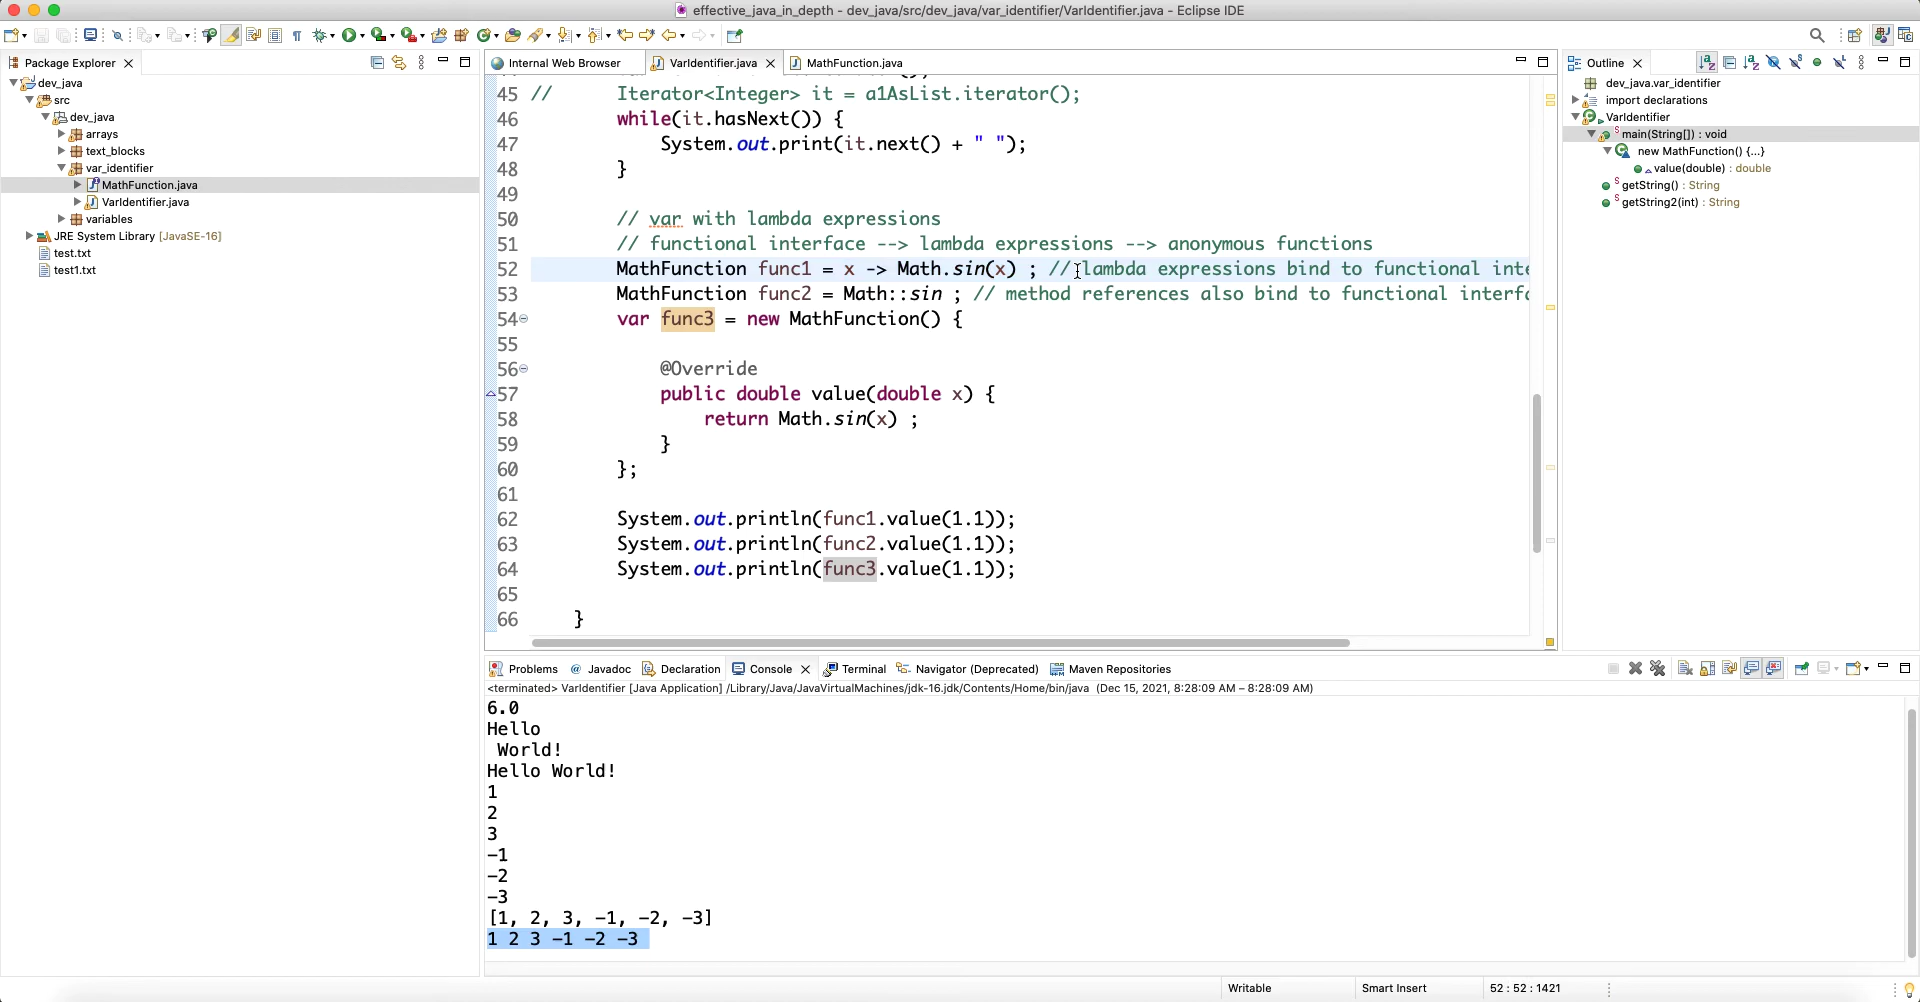 effective_java_in_depth - dev_java/src/dev_java/var_identifier/VarIdentifier.java - Eclipse IDE
Package Explorer
dev_java
src
dev_java
arrays
text_blocks
var_identifier
MathFunction.java
VarIdentifier.java
variables
JRE System Library [JavaSE-16]
test.txt
test1.txt
Internal Web Browser
VarIdentifier.java
MathFunction.java
45 // Iterator<Integer> it = a1AsList.iterator();
46 while(it.hasNext()) {
47 System.out.print(it.next() + " ");
48 }
49
50 // var with lambda expressions
51 // functional interface --> lambda expressions --> anonymous functions
52 MathFunction func1 = x -> Math.sin(x) ; // lambda expressions bind to functional inte
53 MathFunction func2 = Math::sin ; // method references also bind to functional interfa
54 var func3 = new MathFunction() {
55
56 @Override
57 public double value(double x) {
58 return Math.sin(x) ;
59 }
60 };
61
62 System.out.println(func1.value(1.1));
63 System.out.println(func2.value(1.1));
64 System.out.println(func3.value(1.1));
65
66 }
Outline
dev_java.var_identifier
import declarations
VarIdentifier
main(String[]) : void
new MathFunction() {...}
value(double) : double
getString() : String
getString2(int) : String
Problems @ Javadoc Declaration Console Terminal Navigator (Deprecated) Maven Repositories
<terminated> VarIdentifier [Java Application] /Library/Java/JavaVirtualMachines/jdk-16.jdk/Contents/Home/bin/java (Dec 15, 2021, 8:28:09 AM – 8:28:09 AM)
6.0
Hello
World!
Hello World!
1
2
3
-1
-2
-3
[1, 2, 3, -1, -2, -3]
1 2 3 -1 -2 -3
Writable
Smart Insert
52 : 52 : 1421